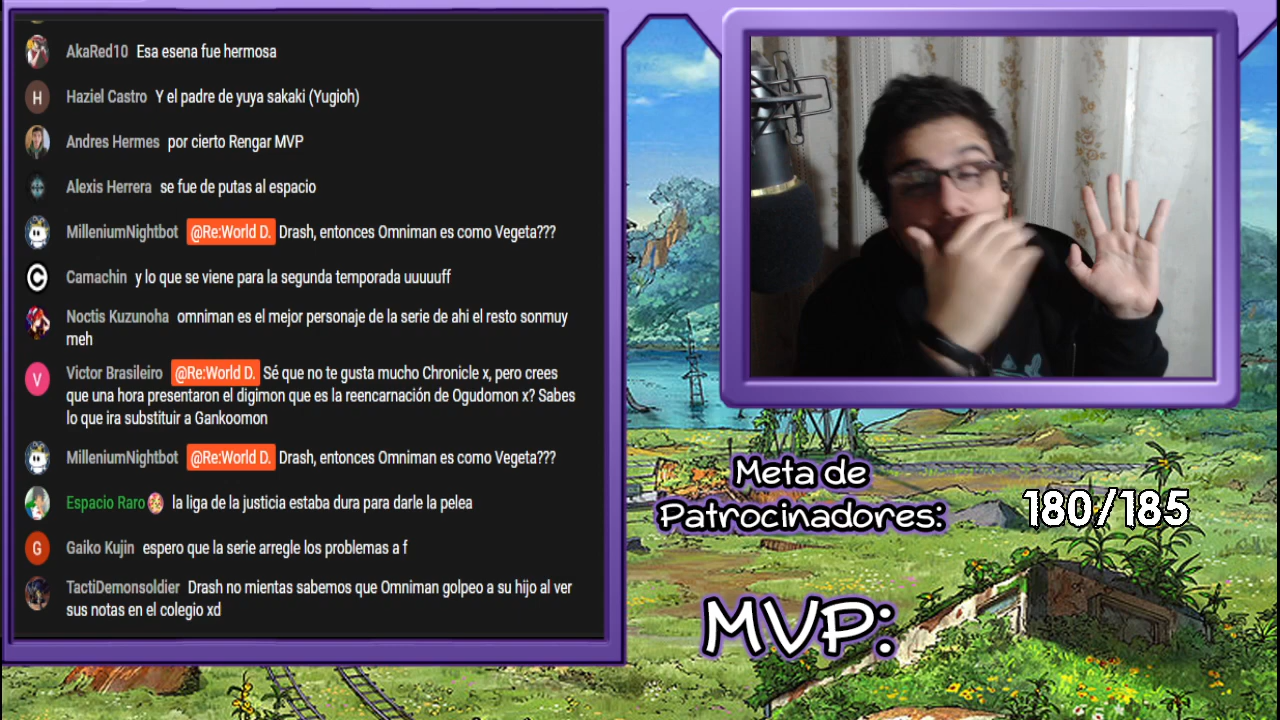 AkaRed10 Esa esena fue hermosa
H Haziel Castro Y el padre de yuya sakaki (Yugioh)
Andres Hermes por cierto Rengar MVP
Alexis Herrera se fue de putas al espacio
MilleniumNightbot @Re:World D. Drash, entonces Omniman es como Vegeta???
Camachin y lo que se viene para la segunda temporada uuuuuff
Noctis Kuzunoha omniman es el mejor personaje de la serie de ahi el resto sonmuy
meh
V Victor Brasileiro @Re:World D. Sé que no te gusta mucho Chronicle x, pero crees
que una hora presentaron el digimon que es la reencarnación de Ogudomon x? Sabes
lo que ira substituir a Gankoomon
MilleniumNightbot @Re:World D. Drash, entonces Omniman es como Vegeta???
Espacio Raro la liga de la justicia estaba dura para darle la pelea
G Gaiko Kujin espero que la serie arregle los problemas a f
TactiDemonsoldier Drash no mientas sabemos que Omniman golpeo a su hijo al ver
sus notas en el colegio xd
Meta de
Patrocinadores:
180/185
MVP: